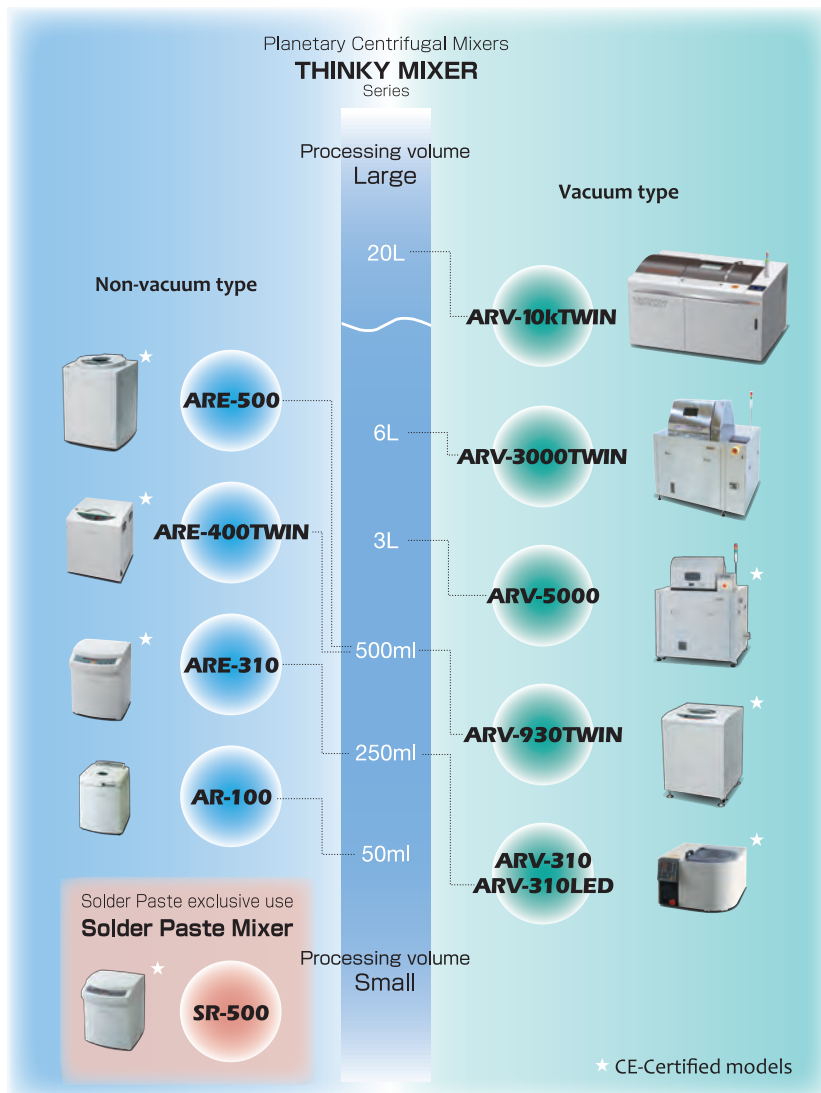 Planetary Centrifugal Mixers
THINKY MIXER
Series
Processing volume
Large
Vacuum type
20L
Non-vacuum type
ARV-10kTWIN
ARE-500
6L
ARV-3000TWIN
ARE-400TWIN
3L
ARV-5000
500ml
ARE-310
ARV-930TWIN
250ml
AR-100
50ml
ARV-310
ARV-310LED
Solder Paste exclusive use
Solder Paste Mixer
Processing volume
Small
SR-500
★ CE-Certified models